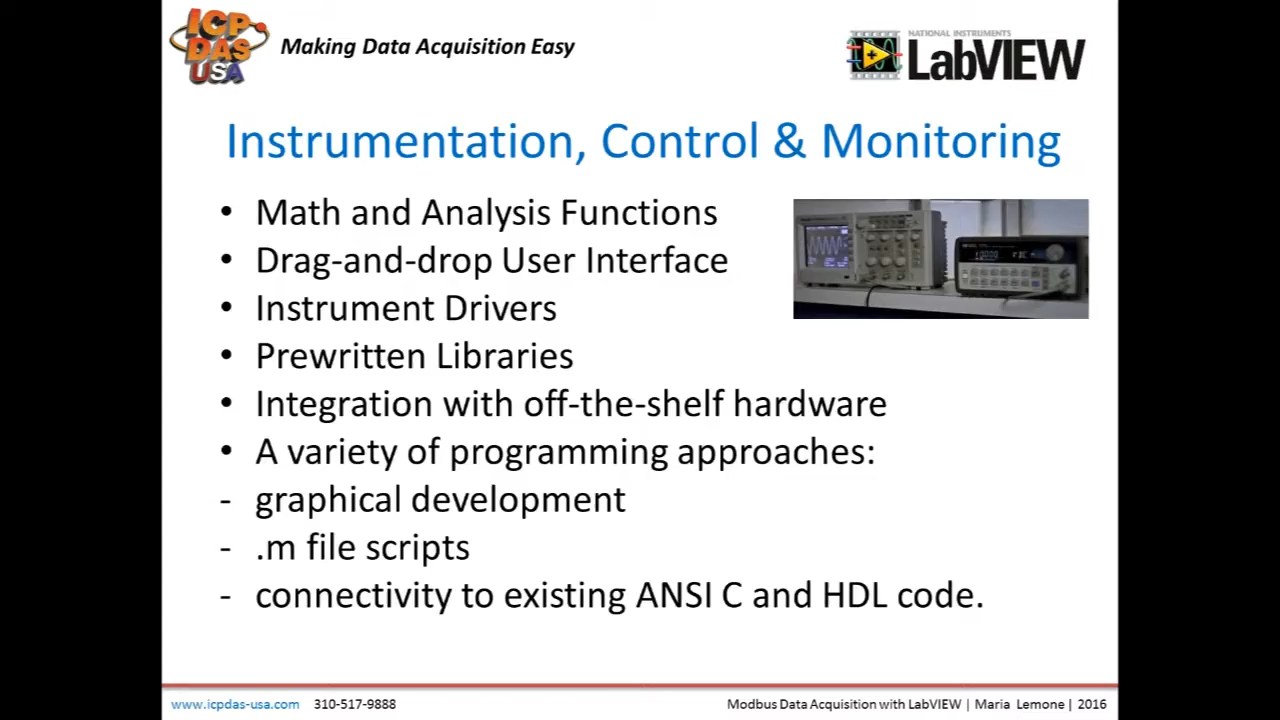 ICP
DAS
USA
Making Data Acquisition Easy
NATIONAL INSTRUMENTS
LabVIEW
Instrumentation, Control & Monitoring
• Math and Analysis Functions
• Drag-and-drop User Interface
• Instrument Drivers
• Prewritten Libraries
• Integration with off-the-shelf hardware
• A variety of programming approaches:
- graphical development
- .m file scripts
- connectivity to existing ANSI C and HDL code.
www.icpdas-usa.com 310-517-9888
Modbus Data Acquisition with LabVIEW | Maria Lemone | 2016